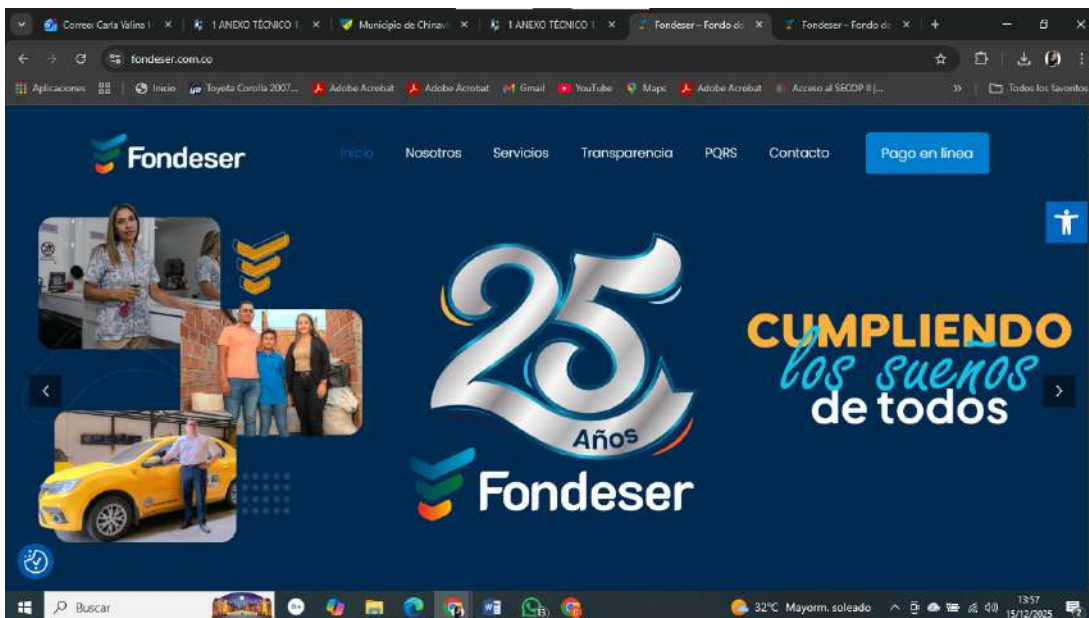 Correo: Carla Yalina
1 ANEXO TÉCNICO 1.
Municipio de Chinavi
1 ANEXO TÉCNICO 1.
Fondeser – Fondo de
Fondeser – Fondo de
fondeser.com.co
Aplicaciones
Inicio
Toyota Corolla 2007...
Adobe Acrobat
Adobe Acrobat
Gmail
YouTube
Maps
Adobe Acrobat
Acceso al SECOP II |...
Todos los favoritos
Fondeser
Inicio
Nosotros
Servicios
Transparencia
PQRS
Contacto
Pago en línea
25
Años
Fondeser
CUMPLIENDO
los sueños
de todos
Buscar
32°C Mayorm. soleado
13:57
15/12/2025